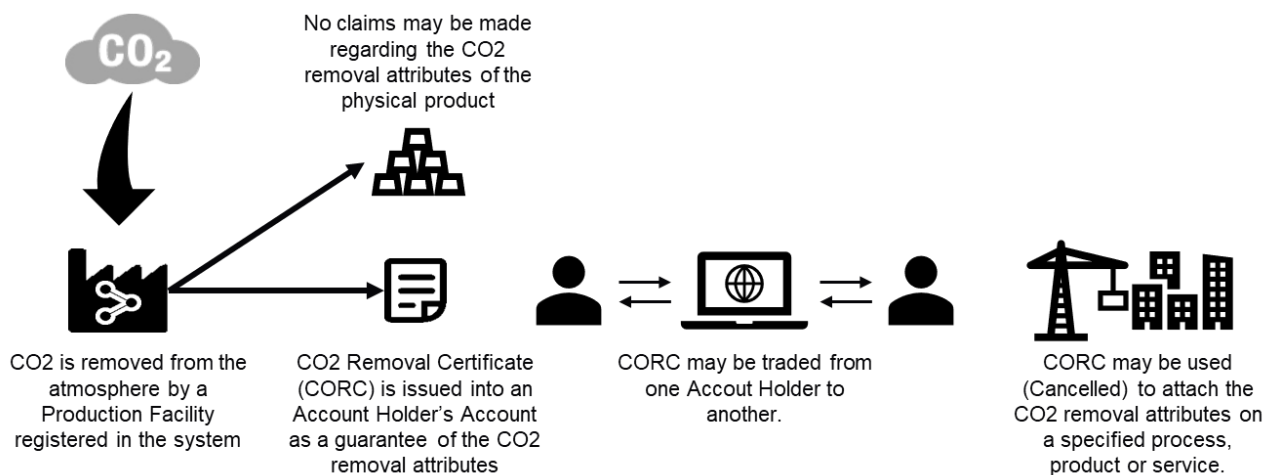 CO₂
No claims may be made
regarding the CO2
removal attributes of the
physical product
CO2 is removed from the
atmosphere by a
Production Facility
registered in the system
CO2 Removal Certificate
(CORC) is issued into an
Account Holder’s Account
as a guarantee of the CO2
removal attributes
CORC may be traded from
one Accout Holder to
another.
CORC may be used
(Cancelled) to attach the
CO2 removal attributes on
a specified process,
product or service.